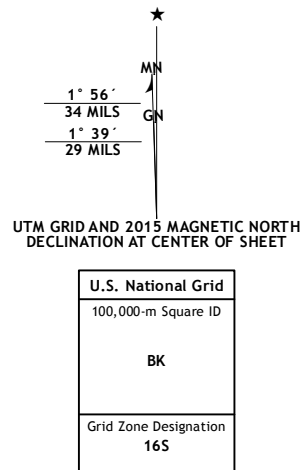 ★
MN
1° 56´
34 MILS
GN
1° 39´
29 MILS
UTM GRID AND 2015 MAGNETIC NORTH
DECLINATION AT CENTER OF SHEET
U.S. National Grid
100,000-m Square ID
BK
Grid Zone Designation
16S